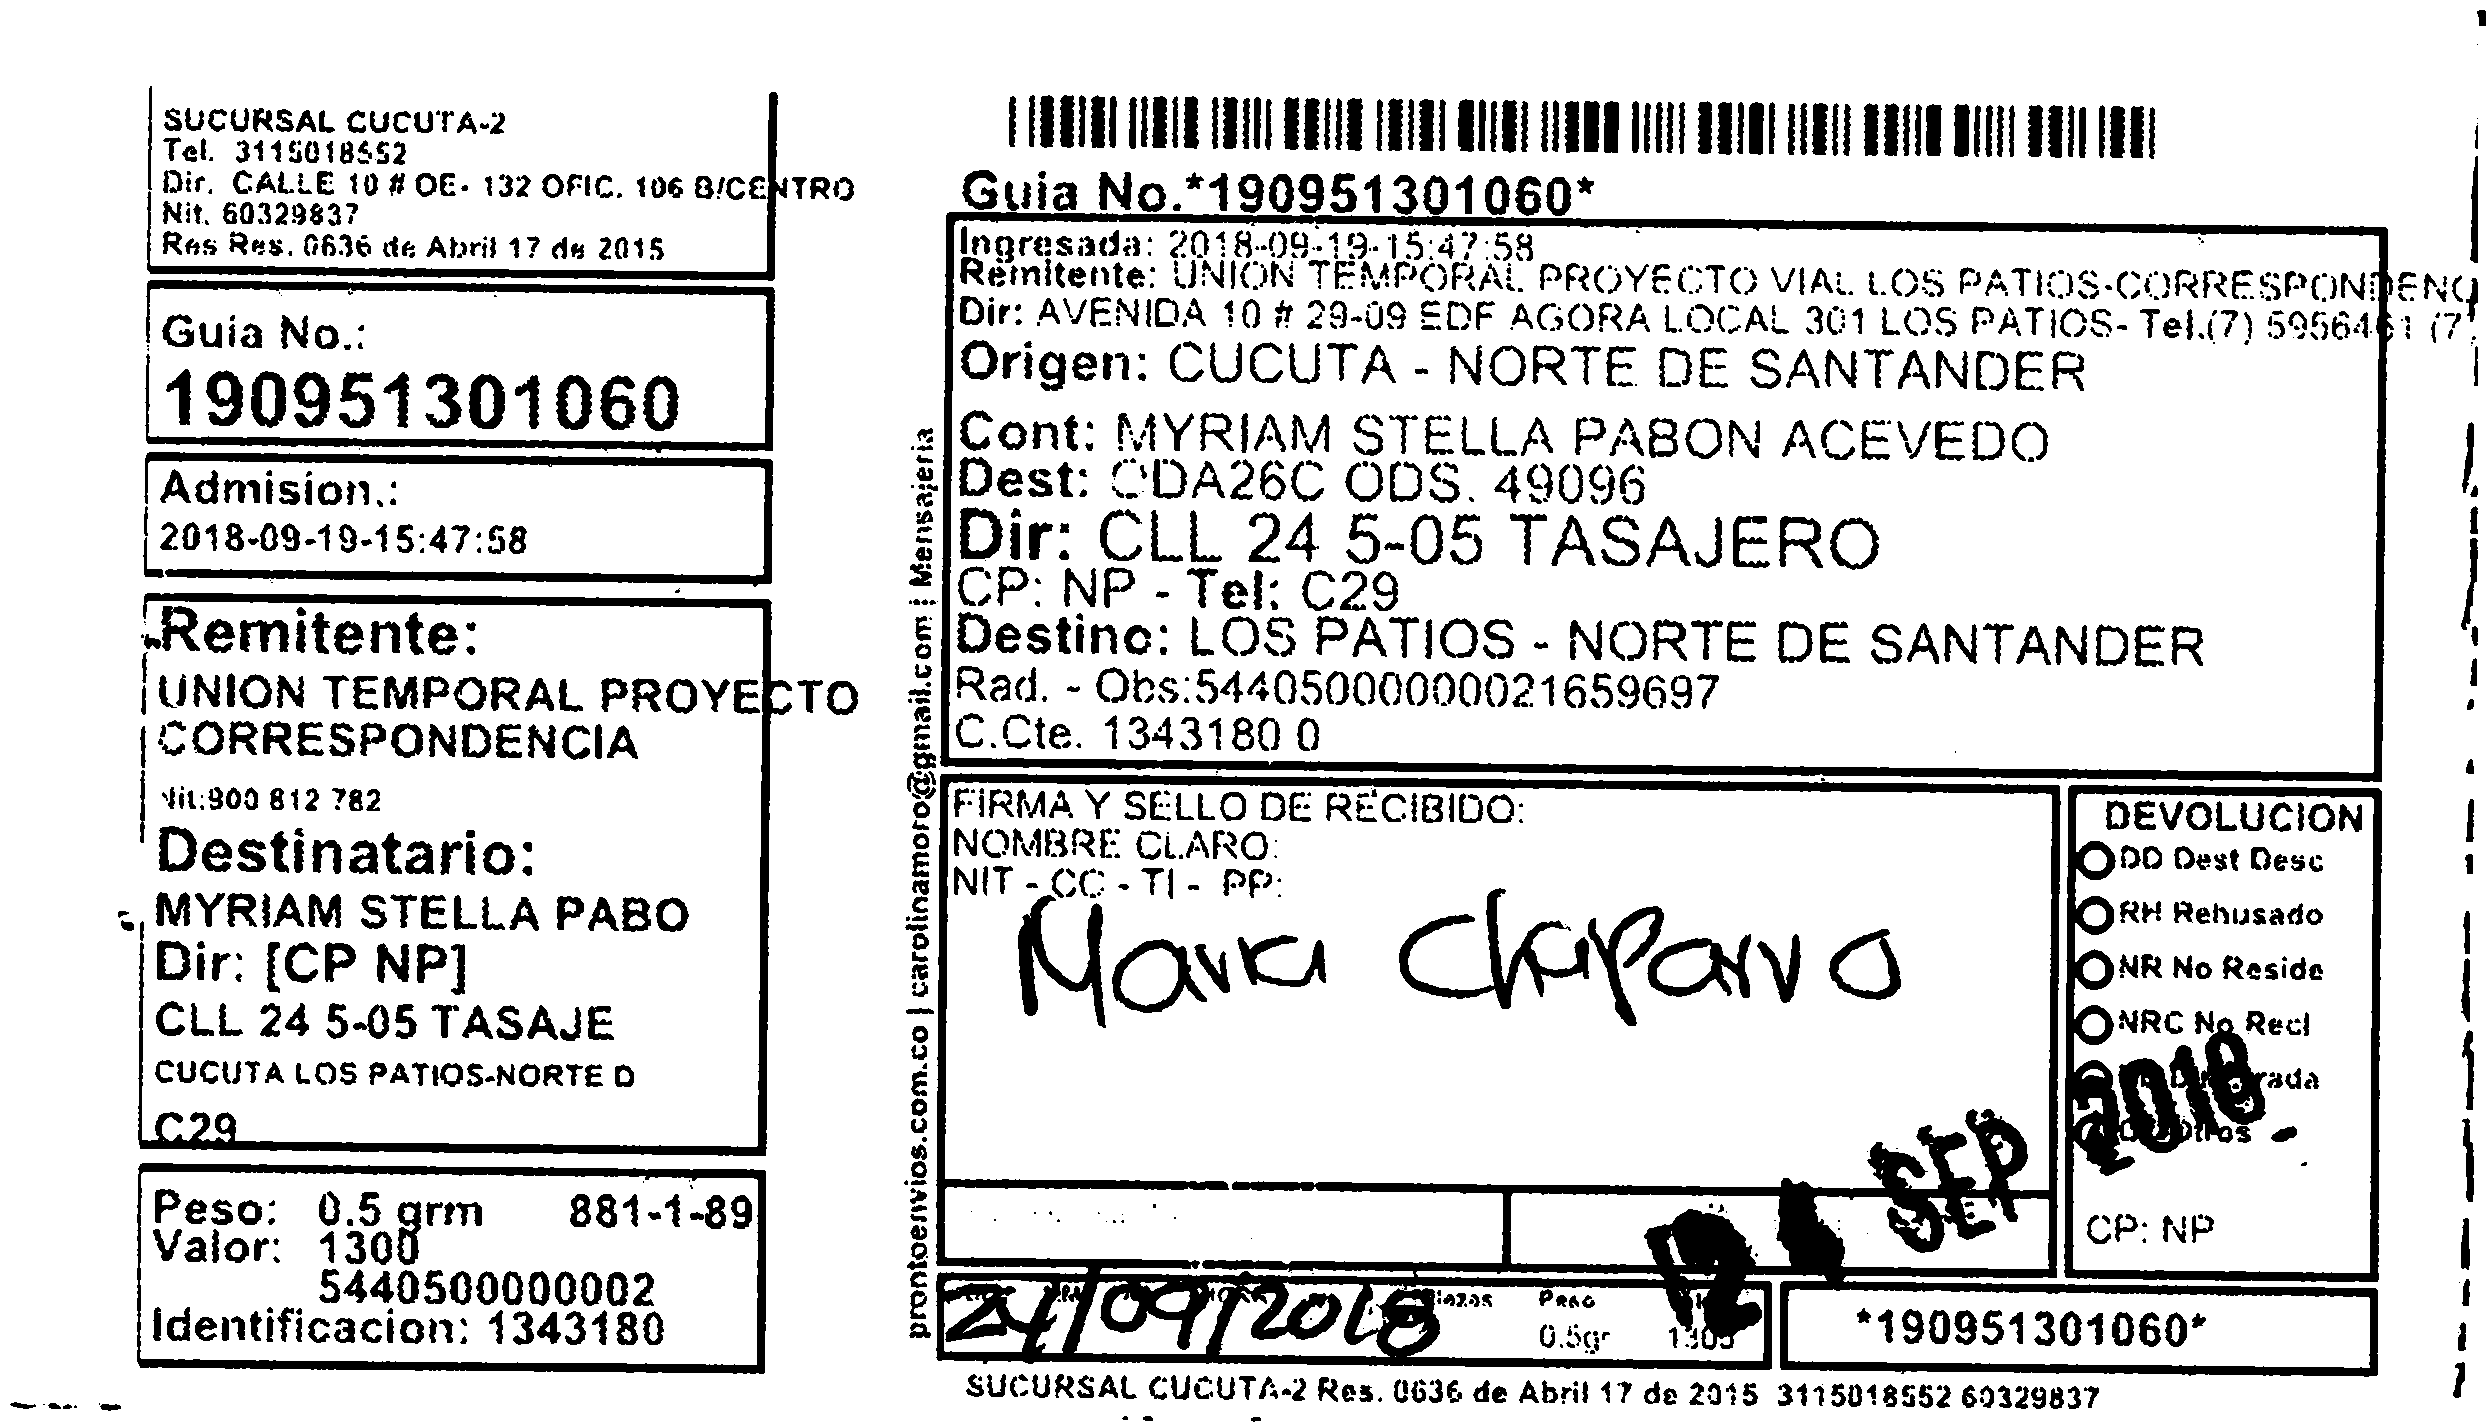 SUCURSAL CUCUTA-2
Tel. 3115018552
Dir. CALLE 10 # OE- 132 OFIC. 106 B/CENTRO
Nit. 60329837
Res Res. 0636 de Abril 17 de 2015
Guia No.:
190951301060
Admision.:
2018-09-19-15:47:58
Remitente:
UNION TEMPORAL PROYECTO
CORRESPONDENCIA
Nit:900 812 782
Destinatario:
MYRIAM STELLA PABO
Dir: [CP NP]
CLL 24 5-05 TASAJE
CUCUTA LOS PATIOS-NORTE D
C29
Peso: 0.5 grm 881-1-89
Valor: 1300
5440500000002
Identificacion: 1343180
prontoenvios.com.co | carolinamoro@gmail.com | Mensajeria
Guia No.*190951301060*
Ingresada: 2018-09-19-15:47:58
Remitente: UNION TEMPORAL PROYECTO VIAL LOS PATIOS-CORRESPONDENC
Dir: AVENIDA 10 # 29-09 EDF AGORA LOCAL 301 LOS PATIOS- Tel.(7) 5956461 (7
Origen: CUCUTA - NORTE DE SANTANDER
Cont: MYRIAM STELLA PABON ACEVEDO
Dest: CDA26C ODS. 49096
Dir: CLL 24 5-05 TASAJERO
CP: NP - Tel: C29
Destino: LOS PATIOS - NORTE DE SANTANDER
Rad. - Obs:544050000000021659697
C.Cte. 1343180 0
FIRMA Y SELLO DE RECIBIDO:
NOMBRE CLARO:
NIT - CC - TI - PP:
Maria Chaparro
DEVOLUCION
DD Dest Desc
RH Rehusado
NR No Reside
NRC No Recl
Otros
CP: NP
SEP 2018
24/09/2018
Peso
0.5gr
*190951301060*
SUCURSAL CUCUTA-2 Res. 0636 de Abril 17 de 2015 3115018552 60329837